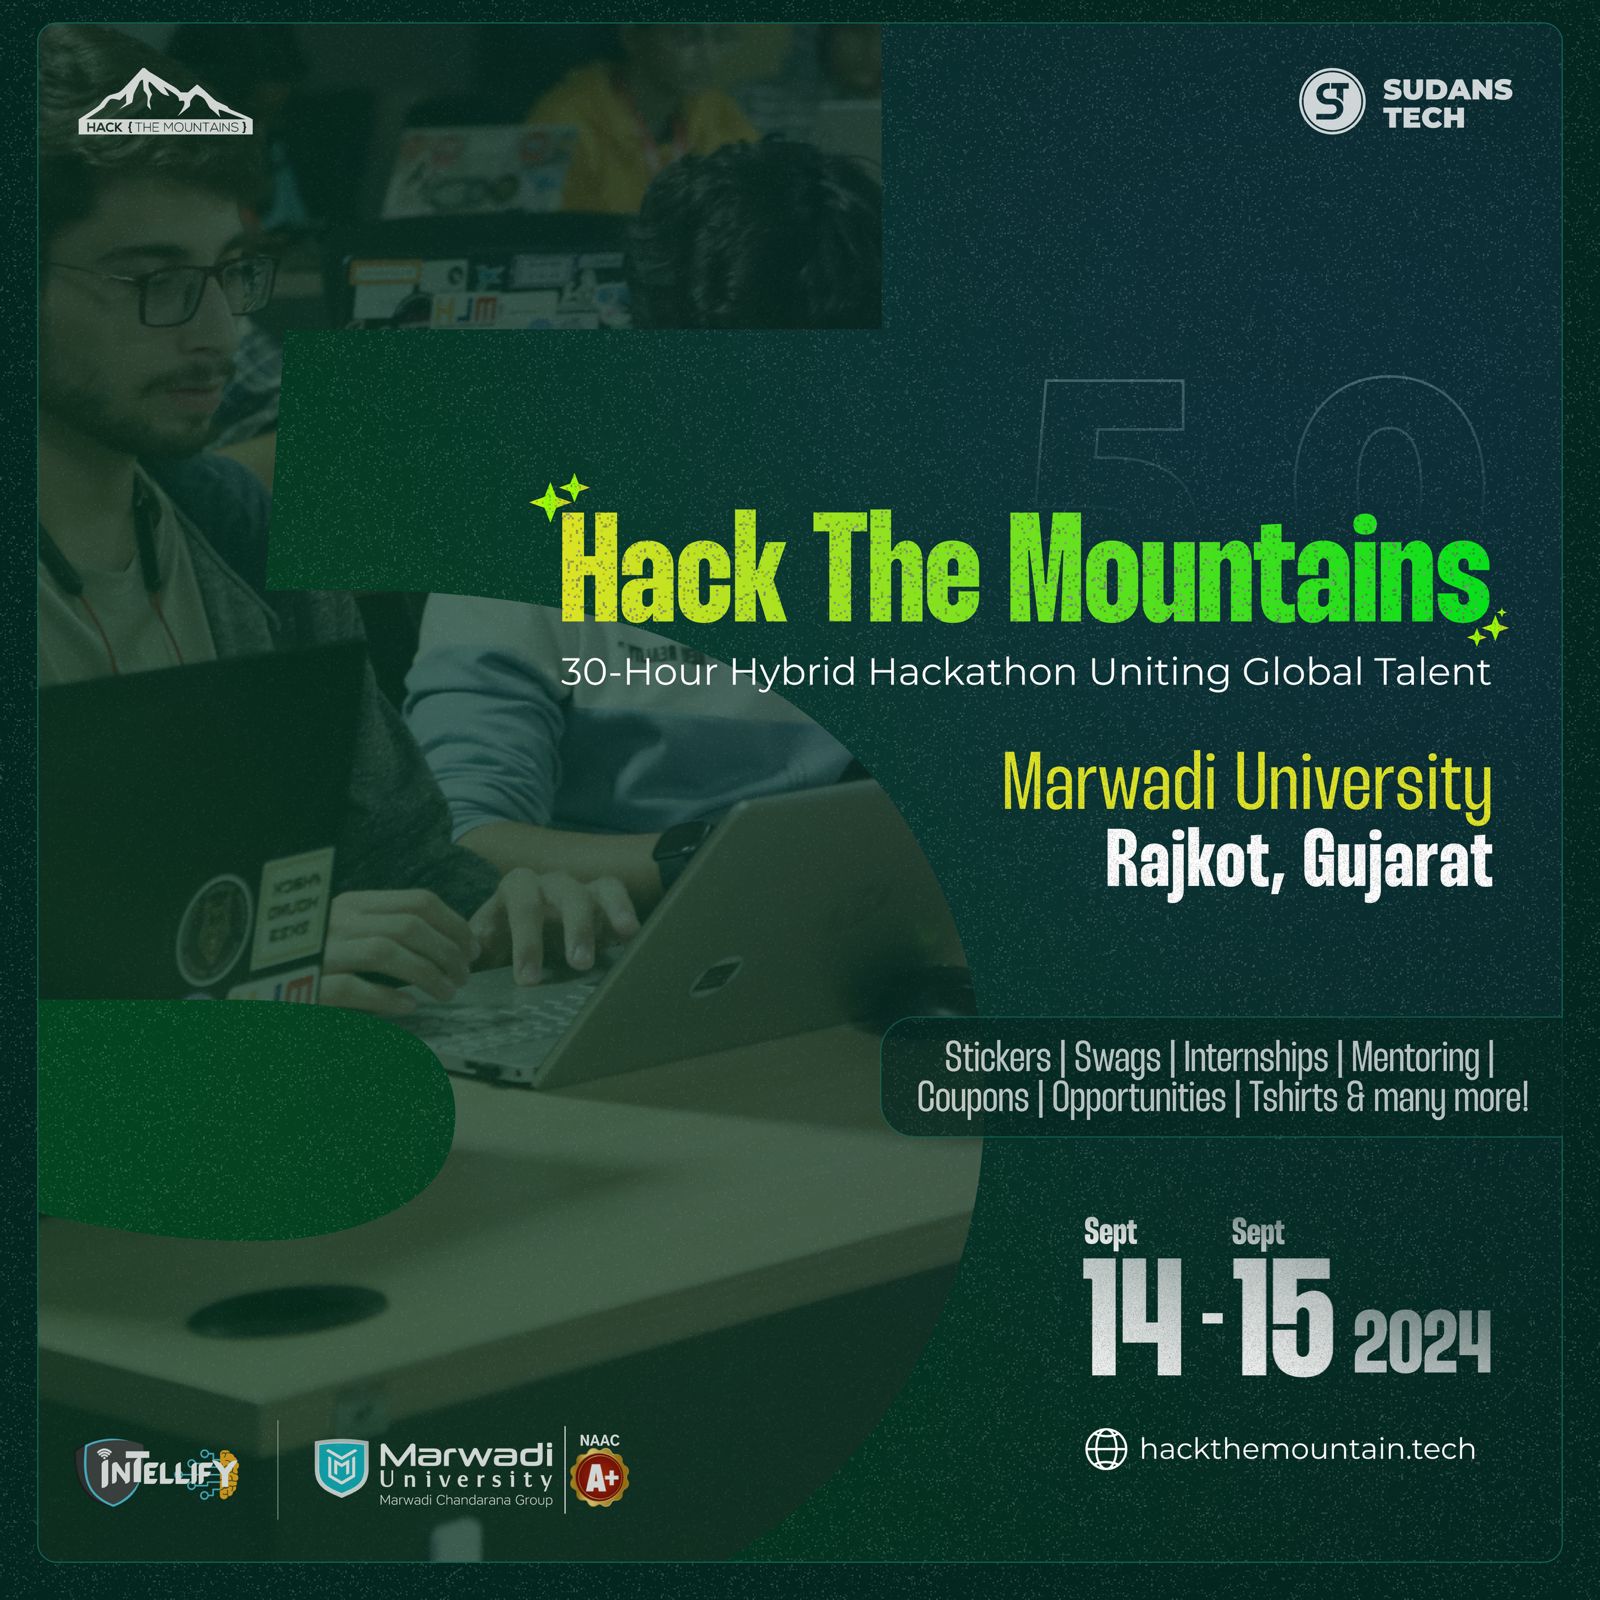 HACK {THE MOUNTAINS}
ST
SUDANS
TECH
HJM
5.0
Hack The Mountains
30-Hour Hybrid Hackathon Uniting Global Talent
Marwadi University
Rajkot, Gujarat
Stickers | Swags | Internships | Mentoring |
Coupons | Opportunities | Tshirts & many more!
Sept Sept
14 - 15 2024
INTELLIFY
Marwadi
University
Marwadi Chandarana Group
NAAC
A+
hackthemountain.tech